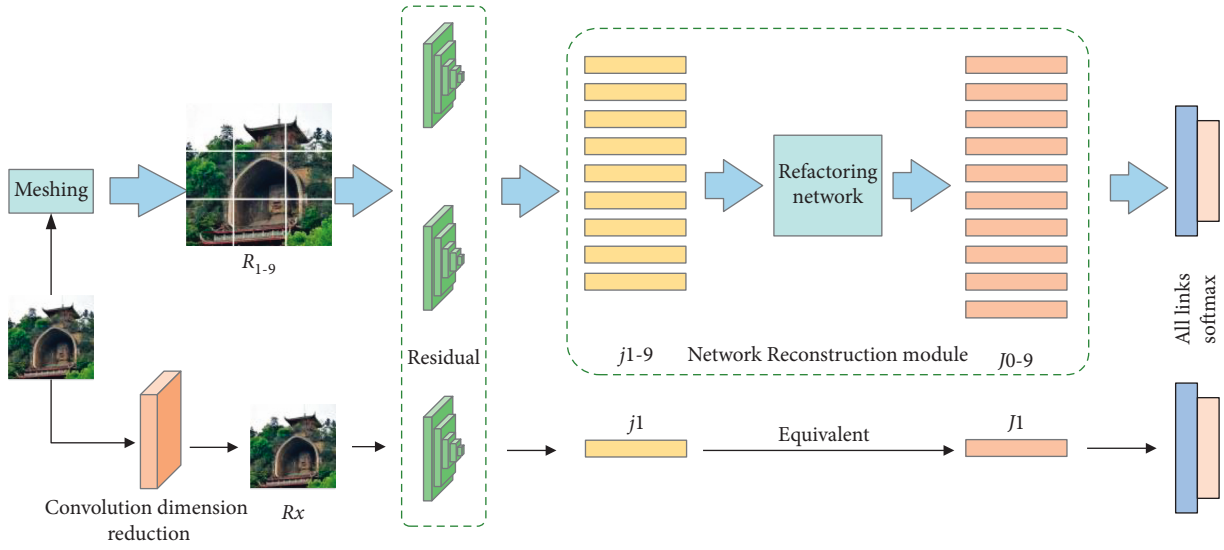 Meshing
R1-9
Refactoring
network
Residual
j1-9
Network Reconstruction module
J0-9
All links
softmax
Convolution dimension
reduction
Rx
j1
Equivalent
J1